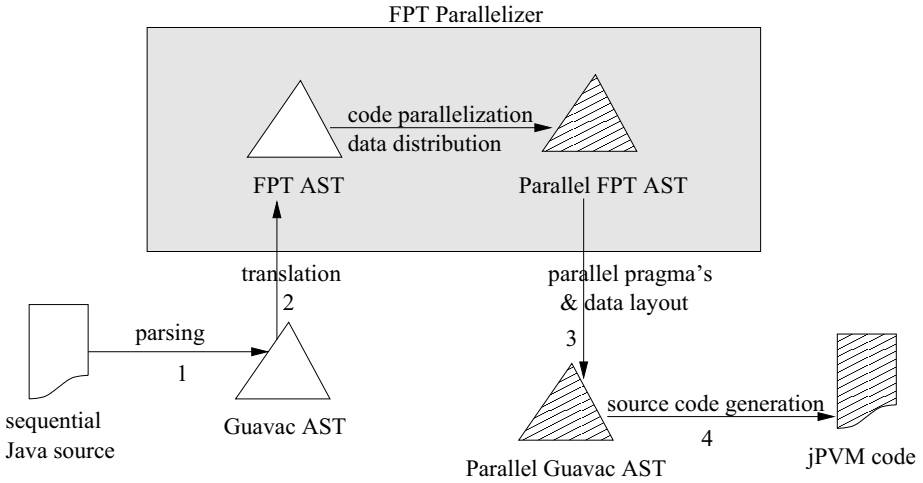 FPT Parallelizer
code parallelization
data distribution
FPT AST
Parallel FPT AST
translation
2
parallel pragma's
& data layout
3
parsing
1
sequential
Java source
Guavac AST
source code generation
4
Parallel Guavac AST
jPVM code